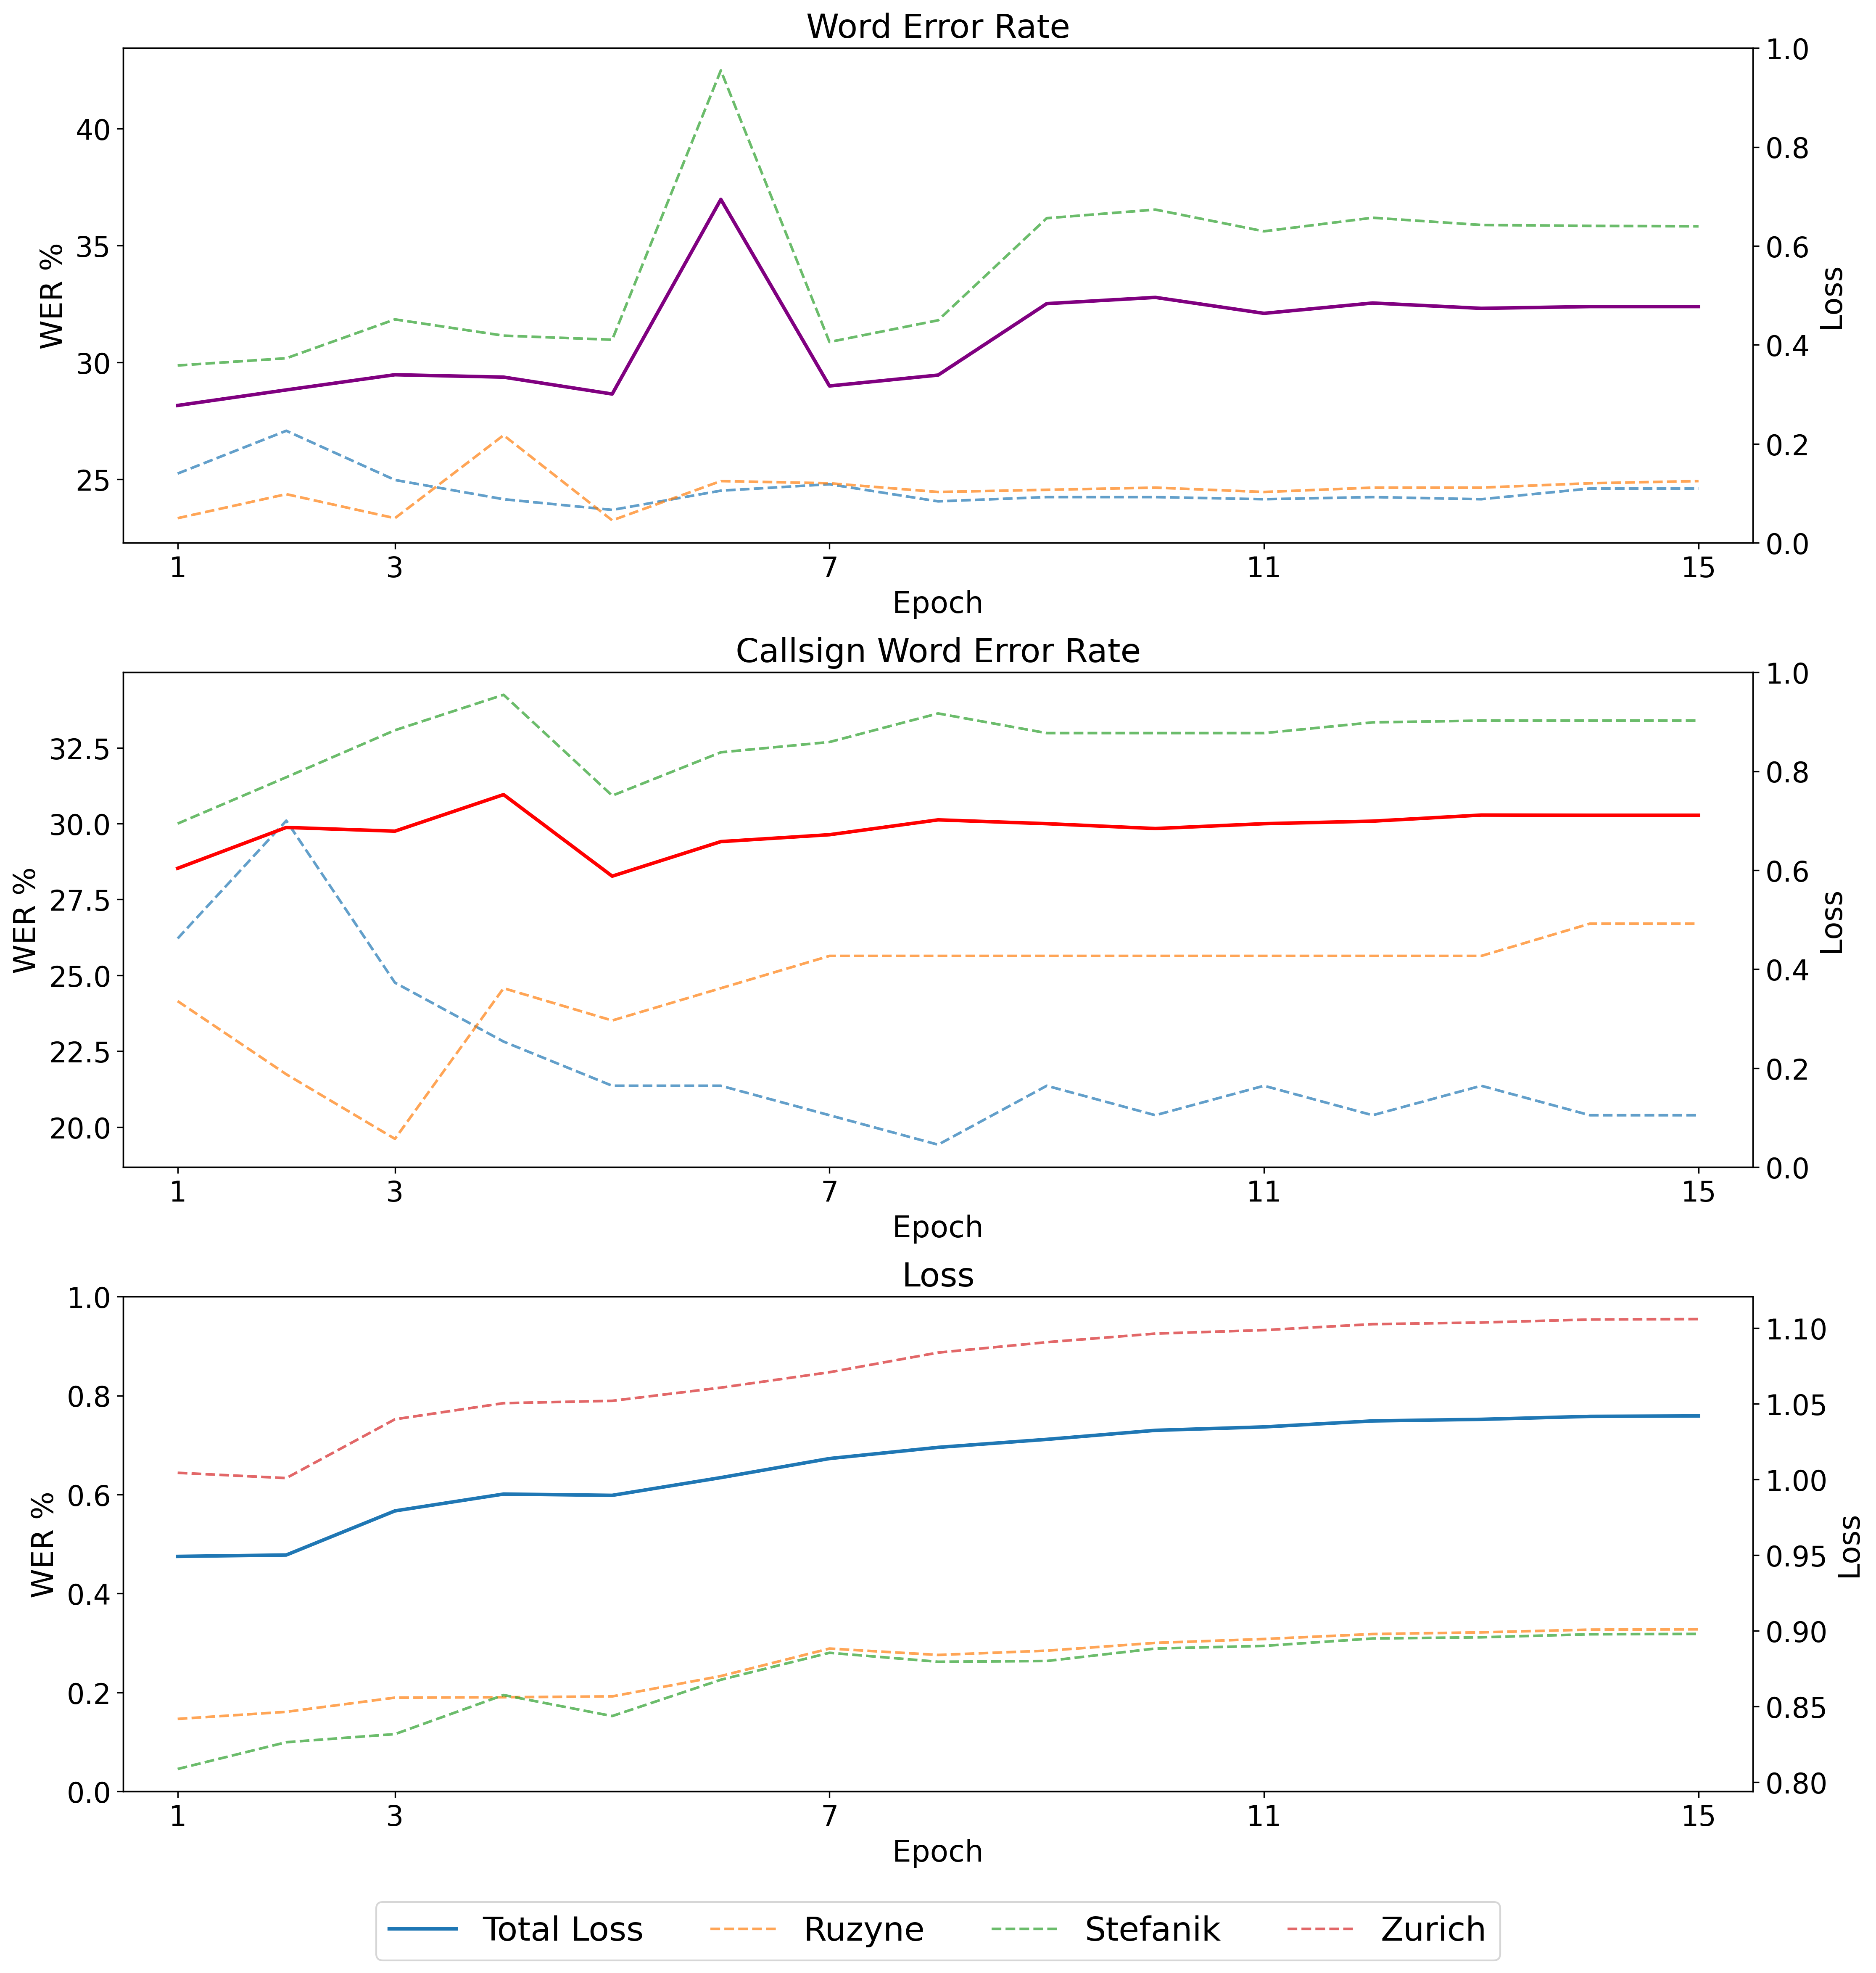 Word Error Rate
40
35
30
25
WER %
1.0
0.8
0.6
0.4
0.2
0.0
Loss
1 3 7 11 15
Epoch
Callsign Word Error Rate
32.5
30.0
27.5
25.0
22.5
20.0
WER %
1.0
0.8
0.6
0.4
0.2
0.0
Loss
1 3 7 11 15
Epoch
Loss
1.0
0.8
0.6
0.4
0.2
0.0
WER %
1.10
1.05
1.00
0.95
0.90
0.85
0.80
Loss
1 3 7 11 15
Epoch
Total Loss Ruzyne Stefanik Zurich